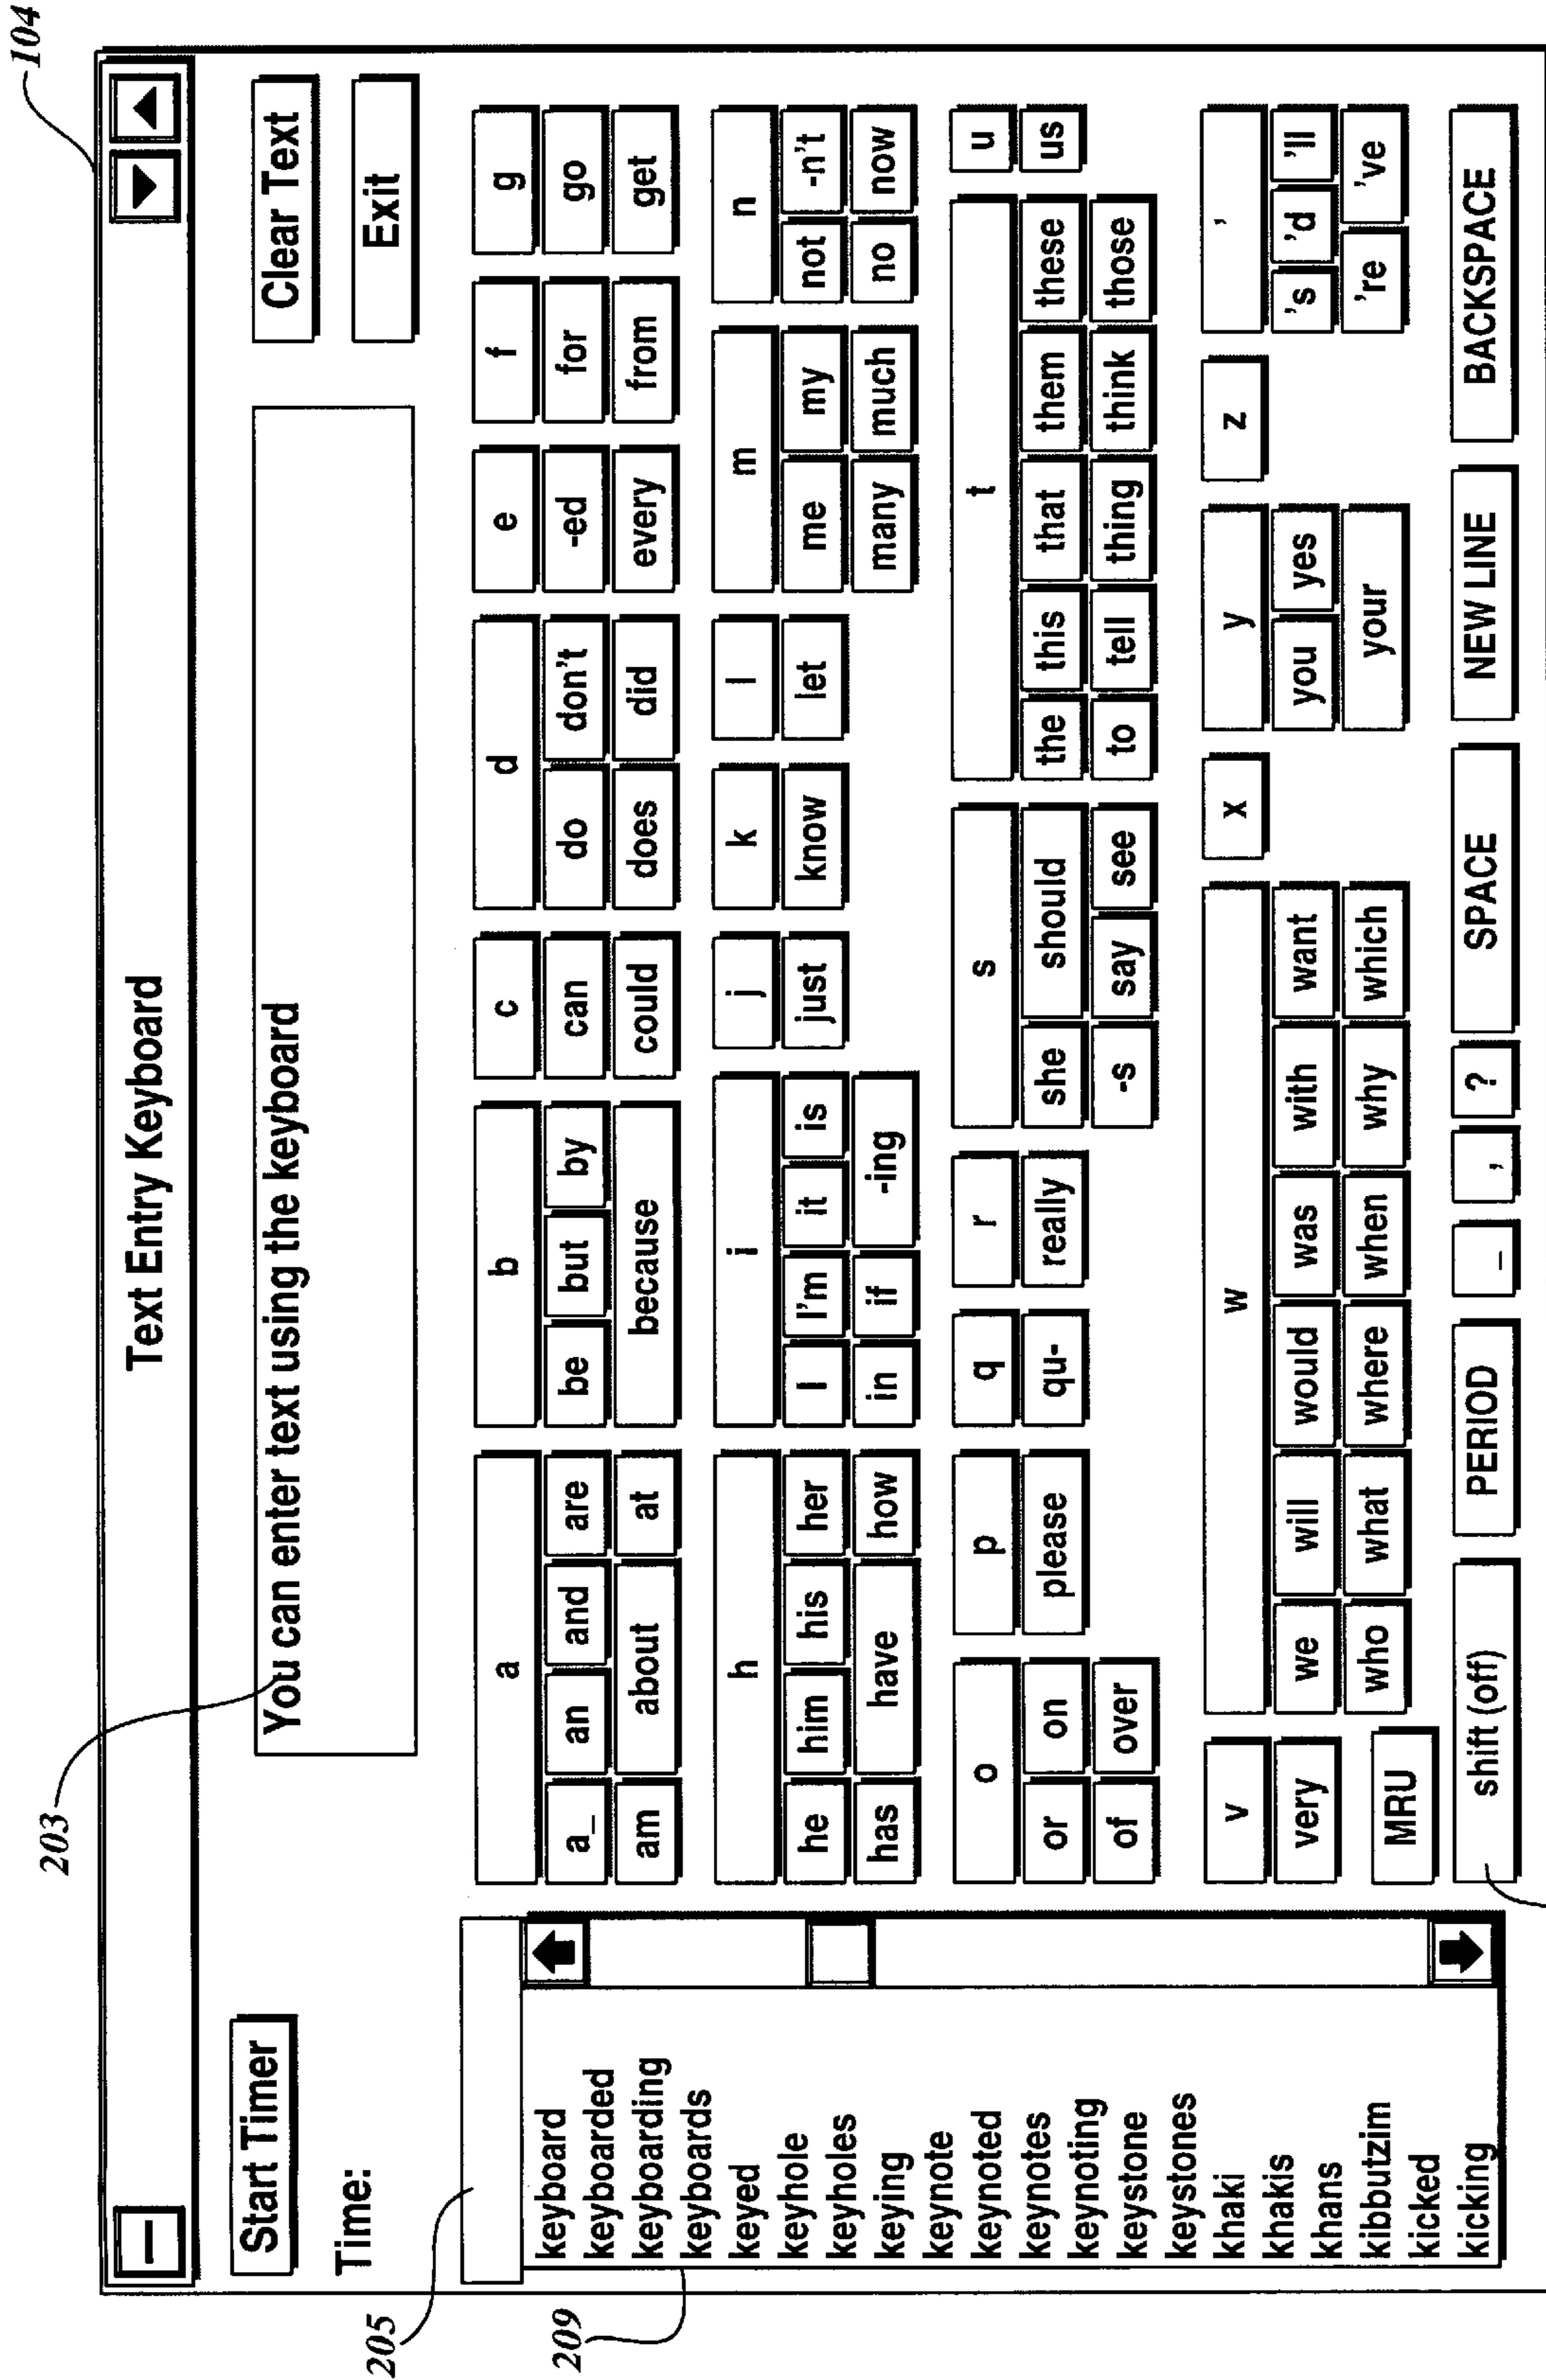 104
Text Entry Keyboard
203
Start Timer
You can enter text using the keyboard
Clear Text
Time:
Exit
205
209
keyboard
keyboarded
keyboarding
keyboards
keyed
keyhole
keyholes
keying
keynote
keynoted
keynotes
keynoting
keystone
keystones
khaki
khakis
khans
kibbutzim
kicked
kicking
a b c d e f g
a_ an and are be but by can do don't -ed for go
am about at because could does did every from get
h i j k l m n
he him his her I I'm it is just know let me my not -n't
has have how in if -ing many much no now
o p q r s t u
or on please qu- really she should the this that them these us
of over -s say see to tell thing think those
v w x y z '
very we will would was with want you yes 's 'd 'll
who what where when why which your 're 've
MRU
shift (off) PERIOD _ , ? SPACE NEW LINE BACKSPACE